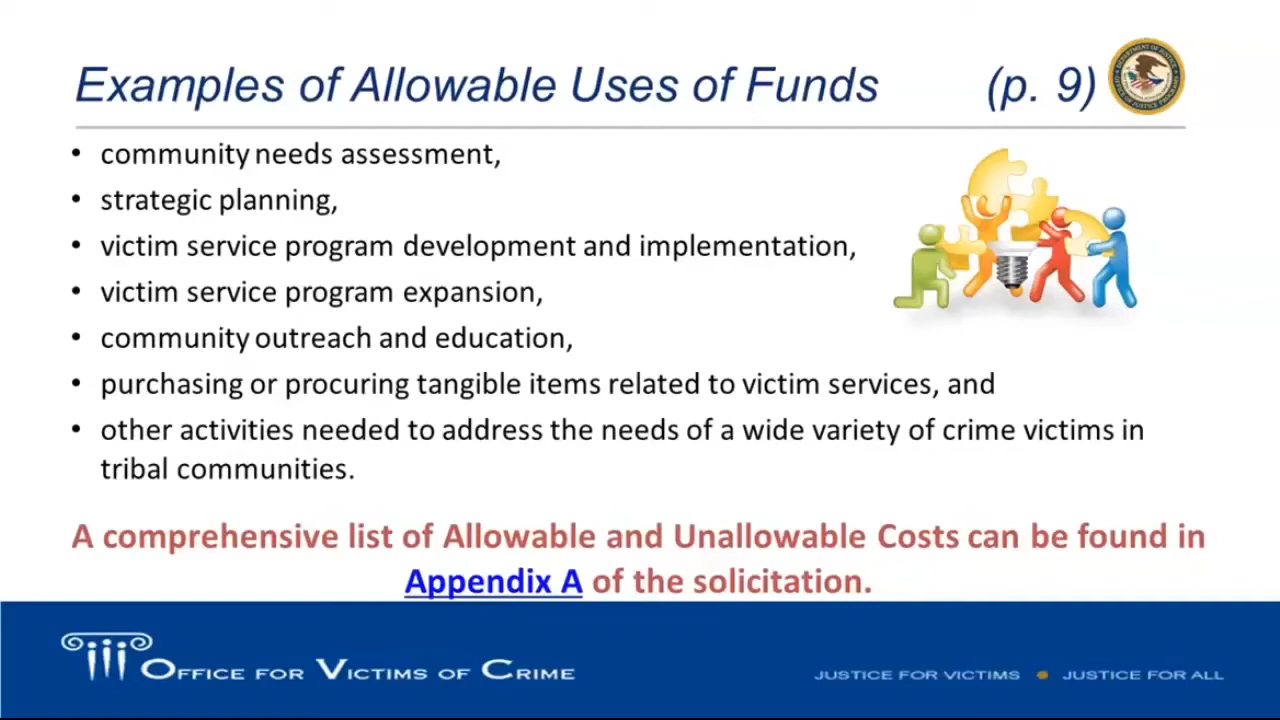 Examples of Allowable Uses of Funds (p. 9)
• community needs assessment,
• strategic planning,
• victim service program development and implementation,
• victim service program expansion,
• community outreach and education,
• purchasing or procuring tangible items related to victim services, and
• other activities needed to address the needs of a wide variety of crime victims in
tribal communities.
A comprehensive list of Allowable and Unallowable Costs can be found in
Appendix A of the solicitation.
OFFICE FOR VICTIMS OF CRIME
JUSTICE FOR VICTIMS • JUSTICE FOR ALL